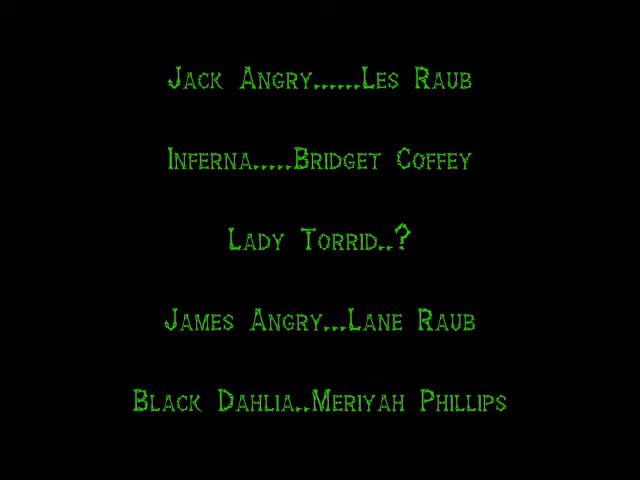 Jack Angry......Les Raub
Inferna.....Bridget Coffey
Lady Torrid..?
James Angry...Lane Raub
Black Dahlia..Meriyah Phillips